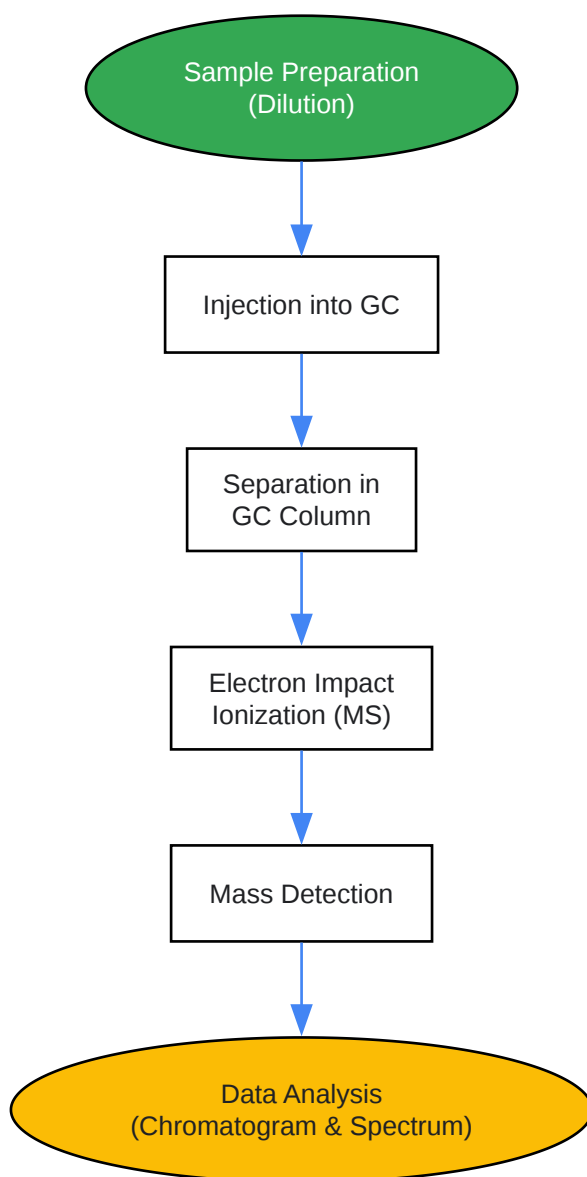 Sample Preparation
(Dilution)
Injection into GC
Separation in
GC Column
Electron Impact
Ionization (MS)
Mass Detection
Data Analysis
(Chromatogram & Spectrum)